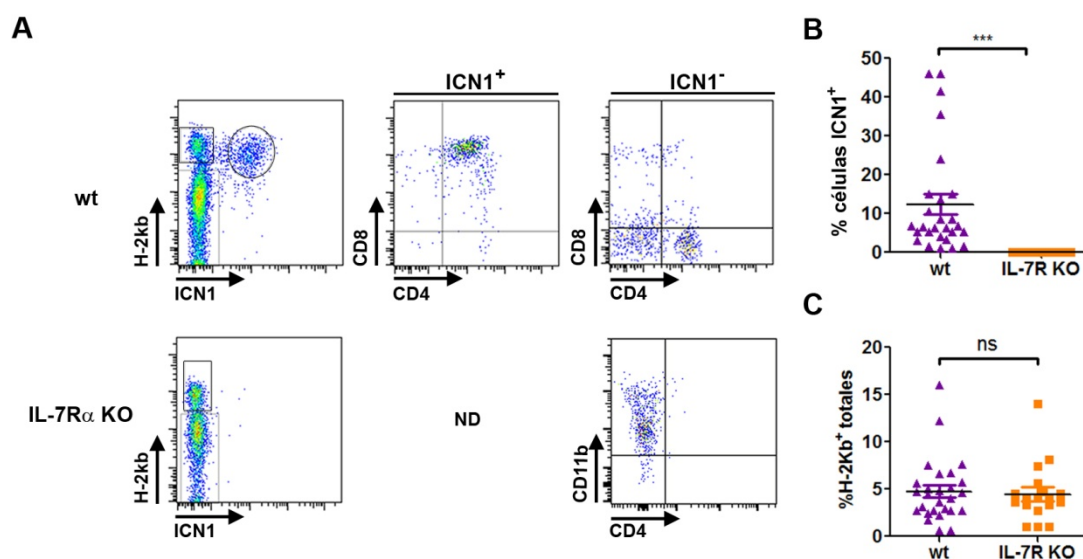 A
ICN1+
ICN1-
wt
H-2kb
ICN1
CD8
CD4
CD8
CD4
IL-7Rα KO
H-2kb
ICN1
ND
CD11b
CD4
B
***
% células ICN1+
50
40
30
20
10
0
wt
IL-7R KO
C
ns
%H-2Kb+ totales
20
15
10
5
0
wt
IL-7R KO